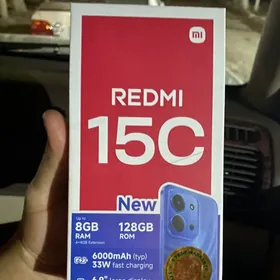 mi
REDMI
15C
New
Up to
8GB
RAM
128GB
ROM
6000mAh (typ)
33W fast charging